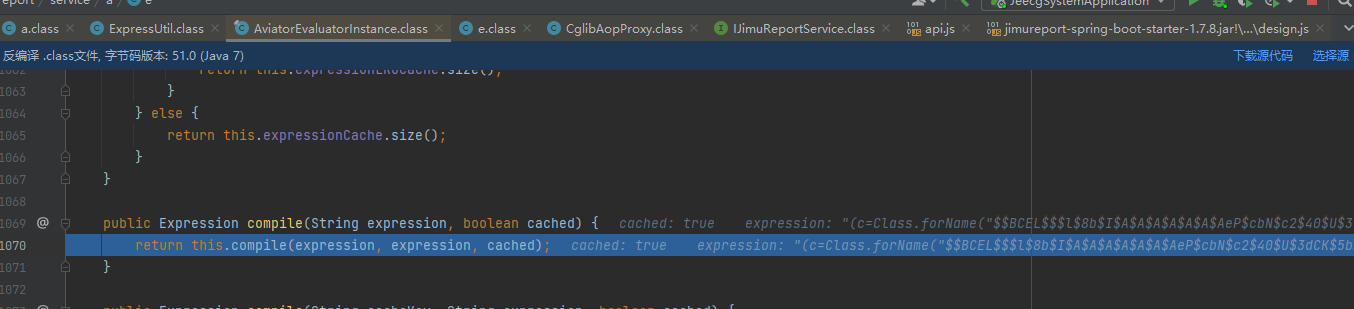 eport / service / a / e
JeecgSystemApplication
a.class ExpressUtil.class AviatorEvaluatorInstance.class e.class CglibAopProxy.class IJimuReportService.class api.js jimureport-spring-boot-starter-1.7.8.jar!\...\design.js
反编译 .class文件, 字节码版本: 51.0 (Java 7) 下载源代码 选择源
1062 return this.expressionLRUCache.size();
1063 }
1064 } else {
1065 return this.expressionCache.size();
1066 }
1067 }
1068
1069 @ public Expression compile(String expression, boolean cached) { cached: true expression: "(c=Class.forName("$$BCEL$$$l$8b$I$A$A$A$A$A$A$AeP$cbN$c2$40$U$3
1070 return this.compile(expression, expression, cached); cached: true expression: "(c=Class.forName("$$BCEL$$$l$8b$I$A$A$A$A$A$A$AeP$cbN$c2$40$U$3dCK$5b
1071 }
1072
@ public Expression compile(String cacheKey, String expression, boolean cached) {